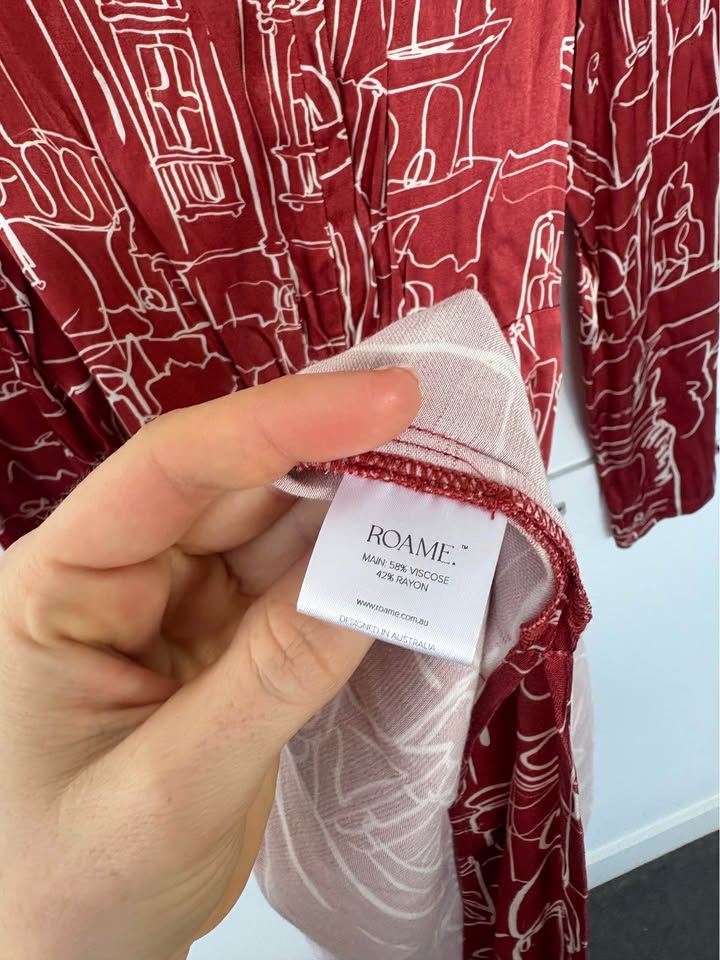 ROAME.™
MAIN: 58% VISCOSE
42% RAYON
www.roame.com.au
DESIGNED IN AUSTRALIA